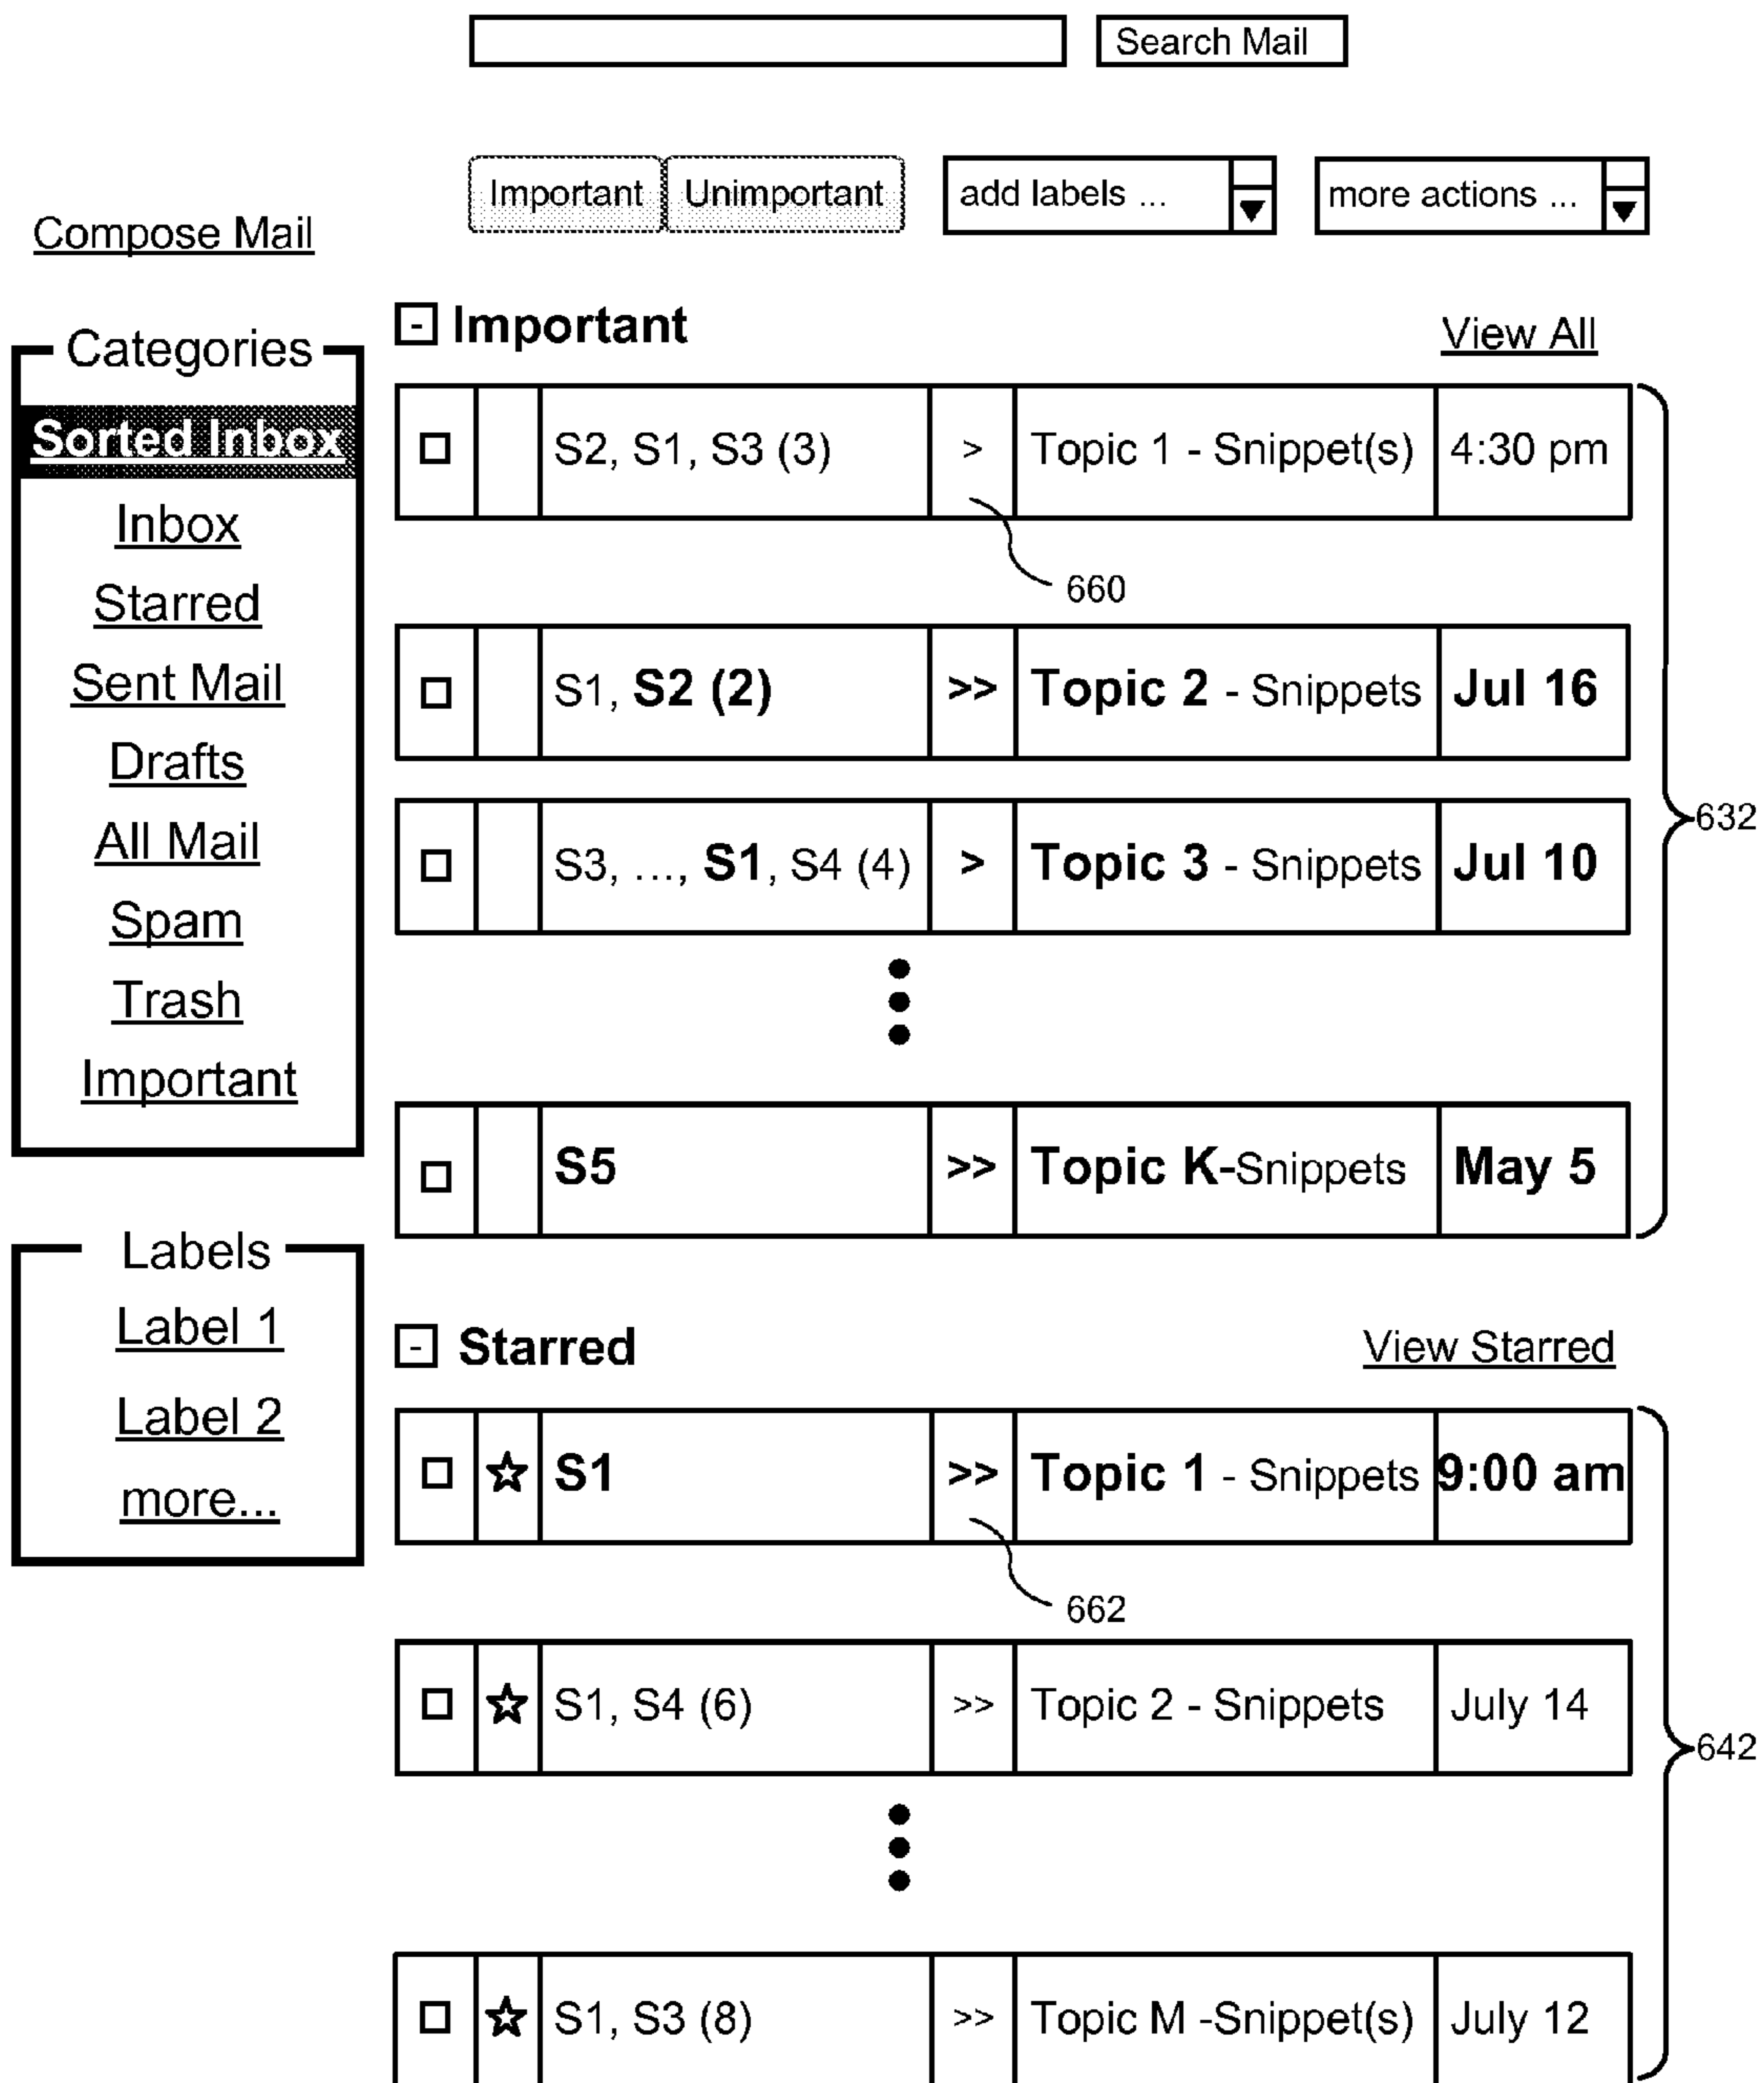 Search Mail
Important Unimportant add labels ... more actions ...
Compose Mail
Categories
Sorted Inbox
Inbox
Starred
Sent Mail
Drafts
All Mail
Spam
Trash
Important
Labels
Label 1
Label 2
more...
- Important View All
S2, S1, S3 (3) > Topic 1 - Snippet(s) 4:30 pm
660
S1, S2 (2) >> Topic 2 - Snippets Jul 16
S3, ..., S1, S4 (4) > Topic 3 - Snippets Jul 10
632
S5 >> Topic K-Snippets May 5
- Starred View Starred
S1 >> Topic 1 - Snippets 9:00 am
662
S1, S4 (6) >> Topic 2 - Snippets July 14
642
S1, S3 (8) >> Topic M -Snippet(s) July 12